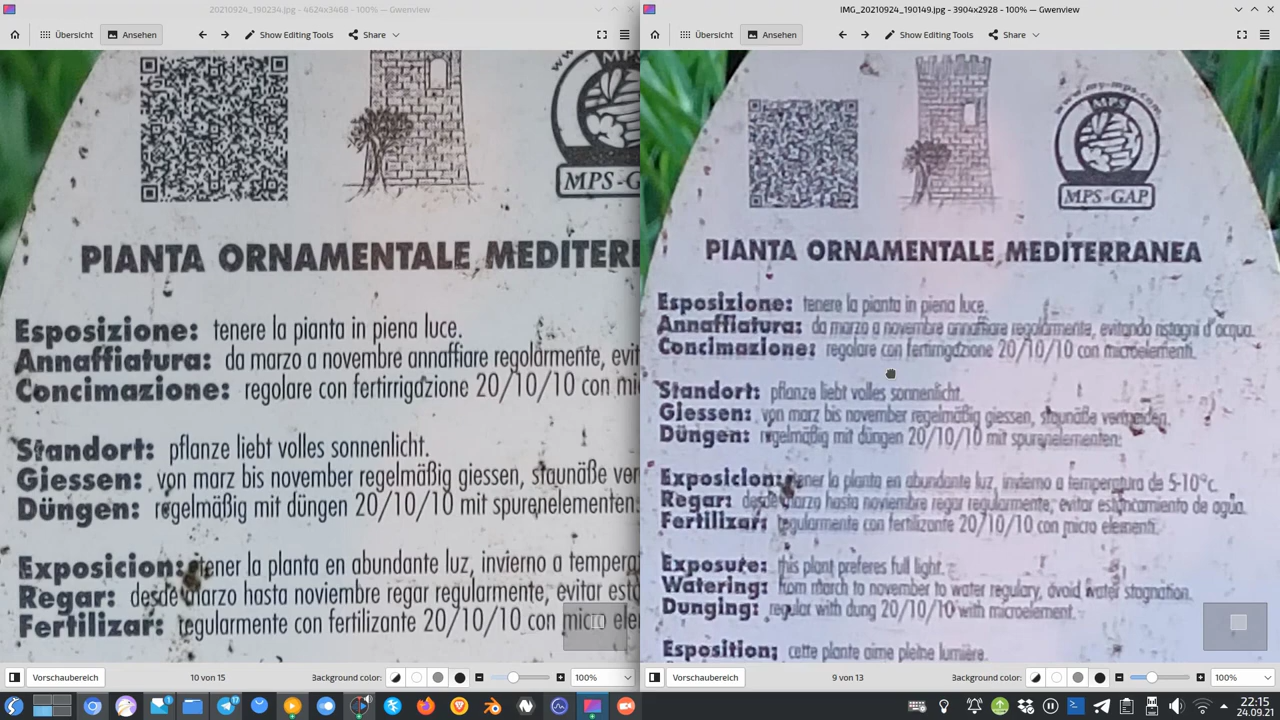 20210924_190234.jpg - 4624x3468 - 100% — Gwenview
Übersicht Ansehen Show Editing Tools Share
MPS-G
PIANTA ORNAMENTALE MEDITERR
Esposizione: tenere la pianta in piena luce.
Annaffiatura: da marzo a novembre annaffiare regolarmente, evit
Concimazione: regolare con fertirrigazione 20/10/10 con mi
Standort: pflanze liebt volles sonnenlicht.
Giessen: von marz bis november regelmäßig giessen, staunäße ver
Düngen: regelmäßig mit düngen 20/10/10 mit spurenelementen.
Exposicion: tener la planta en abundante luz, invierno a tempera
Regar: desde marzo hasta noviembre regar regularmente, evitar est
Fertilizar: regularmente con fertilizante 20/10/10 con micro ele
Vorschaubereich 10 von 15 Background color: 100%
IMG_20210924_190149.jpg - 3904x2928 - 100% — Gwenview
Übersicht Ansehen Show Editing Tools Share
www.my-mps.com
MPS
MPS-GAP
PIANTA ORNAMENTALE MEDITERRANEA
Esposizione: tenere la pianta in piena luce.
Annaffiatura: da marzo a novembre annaffiare regolarmente, evitando ristagni d'acqua.
Concimazione: regolare con fertirrigazione 20/10/10 con microelementi.
Standort: pflanze liebt volles sonnenlicht.
Giessen: von marz bis november regelmäßig giessen, staunäße vermeiden.
Düngen: regelmäßig mit düngen 20/10/10 mit spurenelementen.
Exposicion: tener la planta en abundante luz, invierno a temperatura de 5-10°c.
Regar: desde marzo hasta noviembre regar regularmente, evitar estancamiento de agua.
Fertilizar: regularmente con fertilizante 20/10/10 con micro elementi.
Exposure: this plant preferes full light.
Watering: from march to november to water regulary, avoid water stagnation.
Dunging: regular with dung 20/10/10 with microelement.
Esposition: cette plante aime pleine lumière.
Vorschaubereich 9 von 13 Background color: 100%
22:15
24.09.21